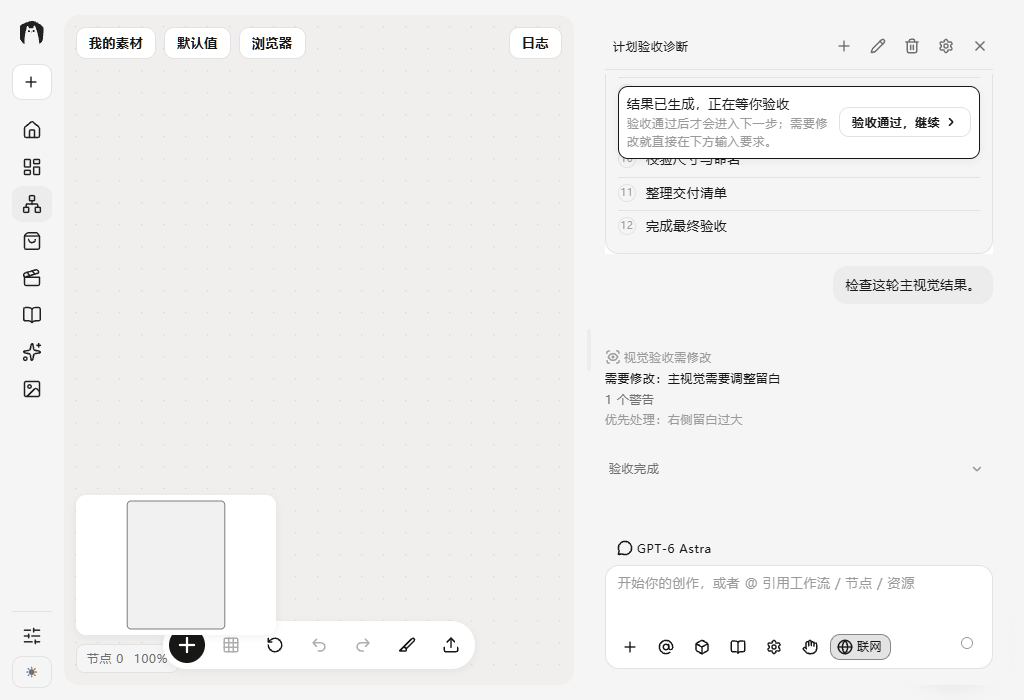 我的素材
默认值
浏览器
日志
节点 0
100%
计划验收诊断
结果已生成，正在等你验收
验收通过后才会进入下一步；需要修
改就直接在下方输入要求。
验收通过，继续
10 校验尺寸与命名
11 整理交付清单
12 完成最终验收
检查这轮主视觉结果。
视觉验收需修改
需要修改：主视觉需要调整留白
1 个警告
优先处理：右侧留白过大
验收完成
GPT-6 Astra
开始你的创作，或者 @ 引用工作流 / 节点 / 资源
联网